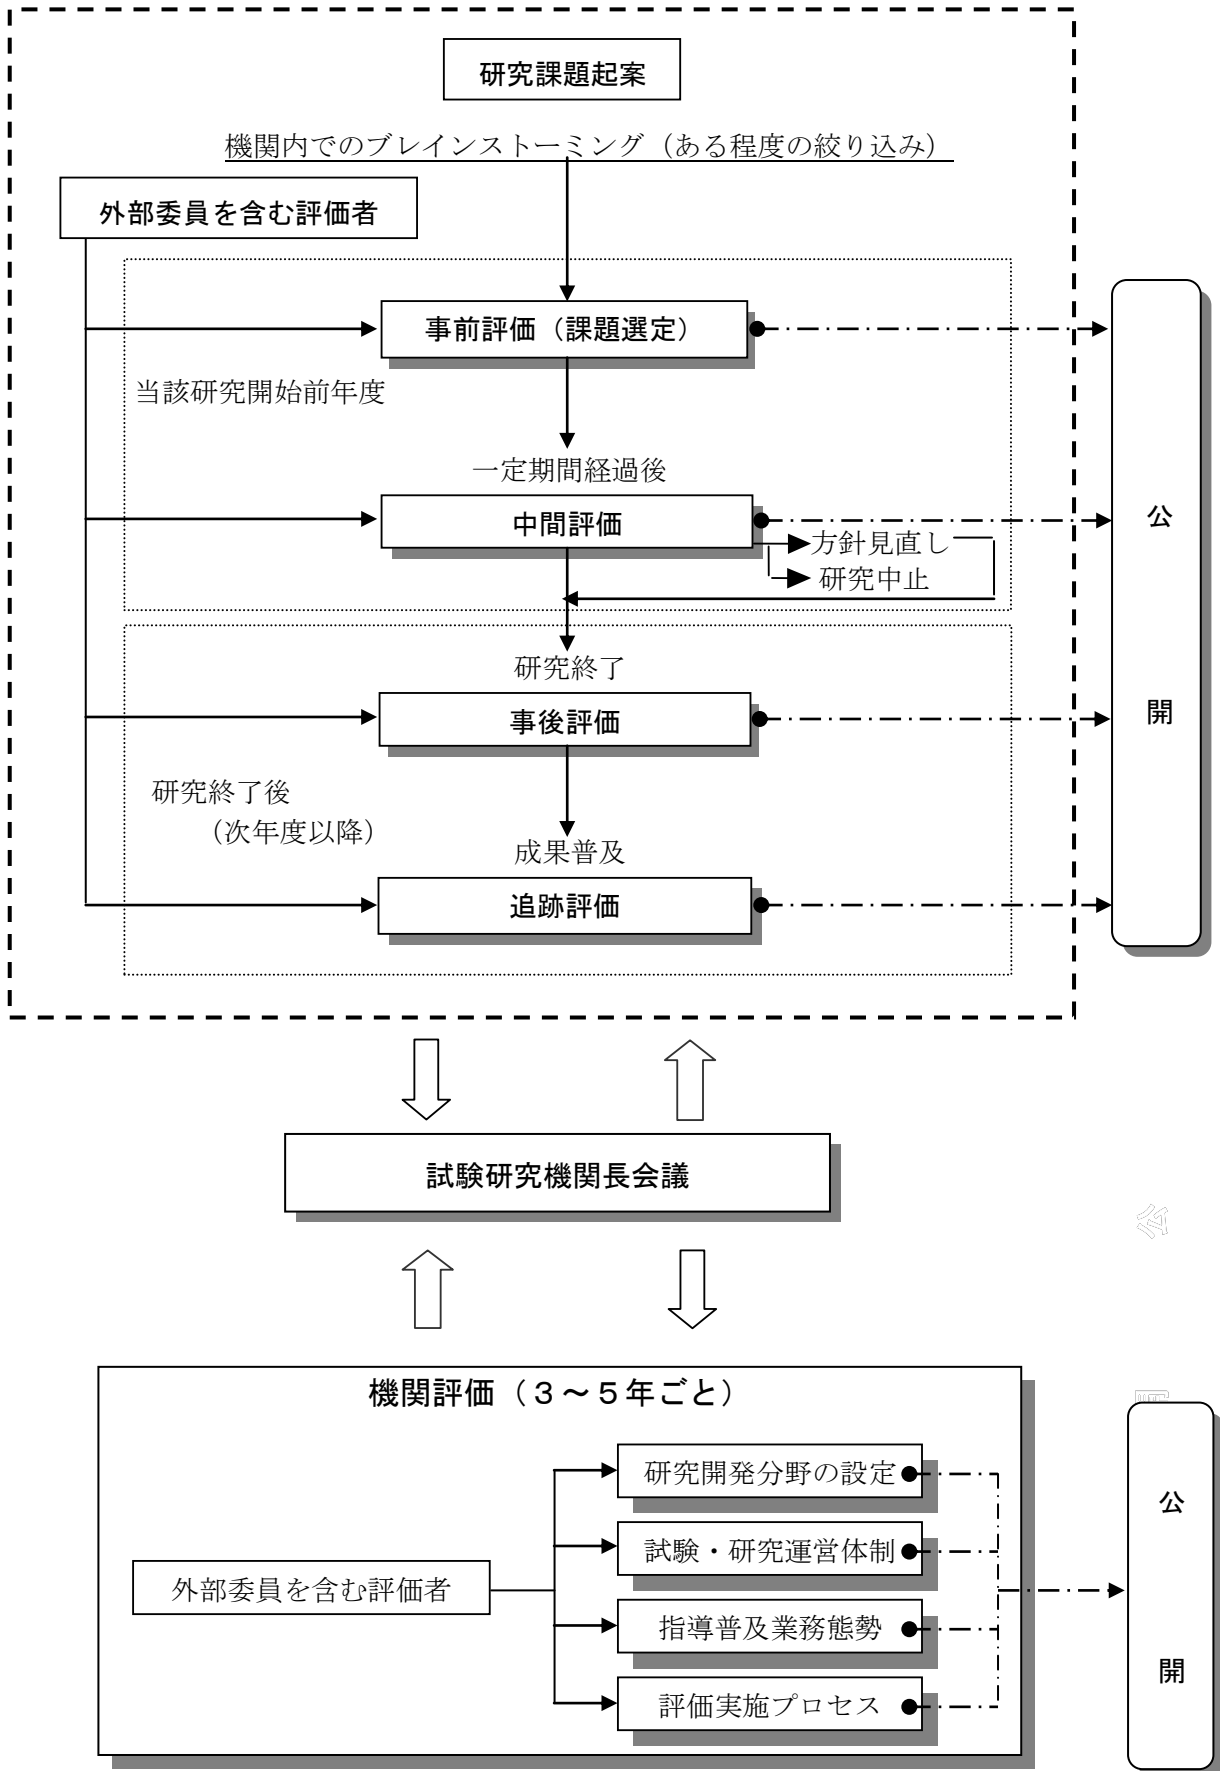 研究課題起案
機関内でのブレインストーミング（ある程度の絞り込み）
外部委員を含む評価者
事前評価（課題選定）
当該研究開始前年度
一定期間経過後
中間評価
方針見直し
研究中止
研究終了
事後評価
研究終了後
（次年度以降）
成果普及
追跡評価
公
開
試験研究機関長会議
公
機関評価（３～５年ごと）
研究開発分野の設定
試験・研究運営体制
外部委員を含む評価者
指導普及業務態勢
評価実施プロセス
公
開